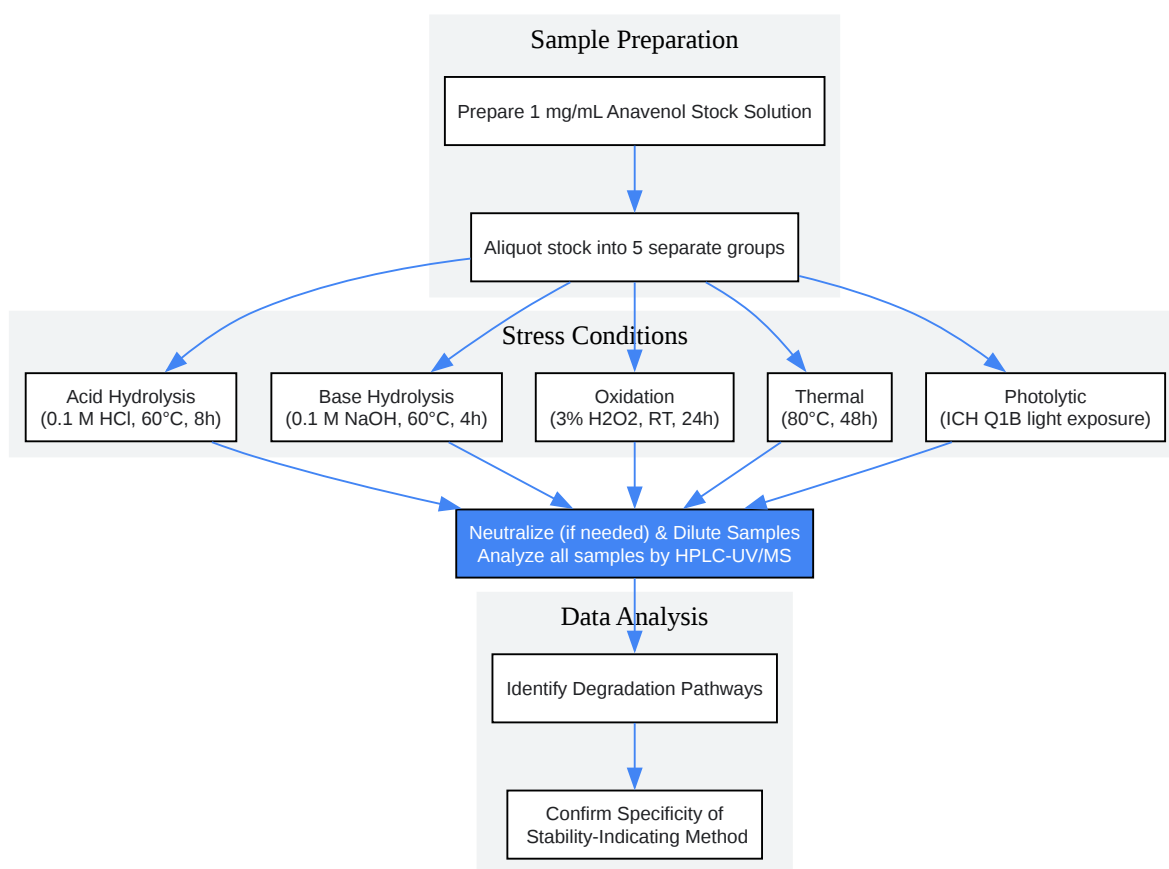 Sample Preparation
Prepare 1 mg/mL Anavenol Stock Solution
Aliquot stock into 5 separate groups
Stress Conditions
Acid Hydrolysis
(0.1 M HCl, 60°C, 8h)
Base Hydrolysis
(0.1 M NaOH, 60°C, 4h)
Oxidation
(3% H2O2, RT, 24h)
Thermal
(80°C, 48h)
Photolytic
(ICH Q1B light exposure)
Neutralize (if needed) & Dilute Samples
Analyze all samples by HPLC-UV/MS
Data Analysis
Identify Degradation Pathways
Confirm Specificity of
Stability-Indicating Method